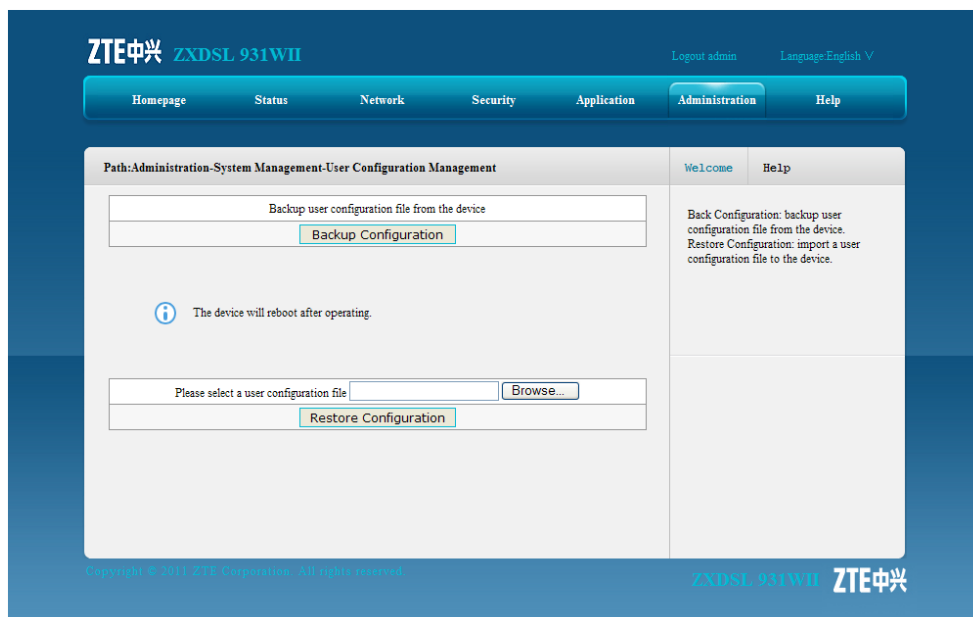 ZTE中兴 ZXDSL 931WII
Logout admin Language:English V
Homepage Status Network Security Application Administration Help
Path:Administration-System Management-User Configuration Management
Welcome Help
Backup user configuration file from the device
Backup Configuration
Back Configuration: backup user
configuration file from the device.
Restore Configuration: import a user
configuration file to the device.
The device will reboot after operating.
Please select a user configuration file Browse...
Restore Configuration
Copyright © 2011 ZTE Corporation. All rights reserved.
ZXDSL 931WII ZTE中兴